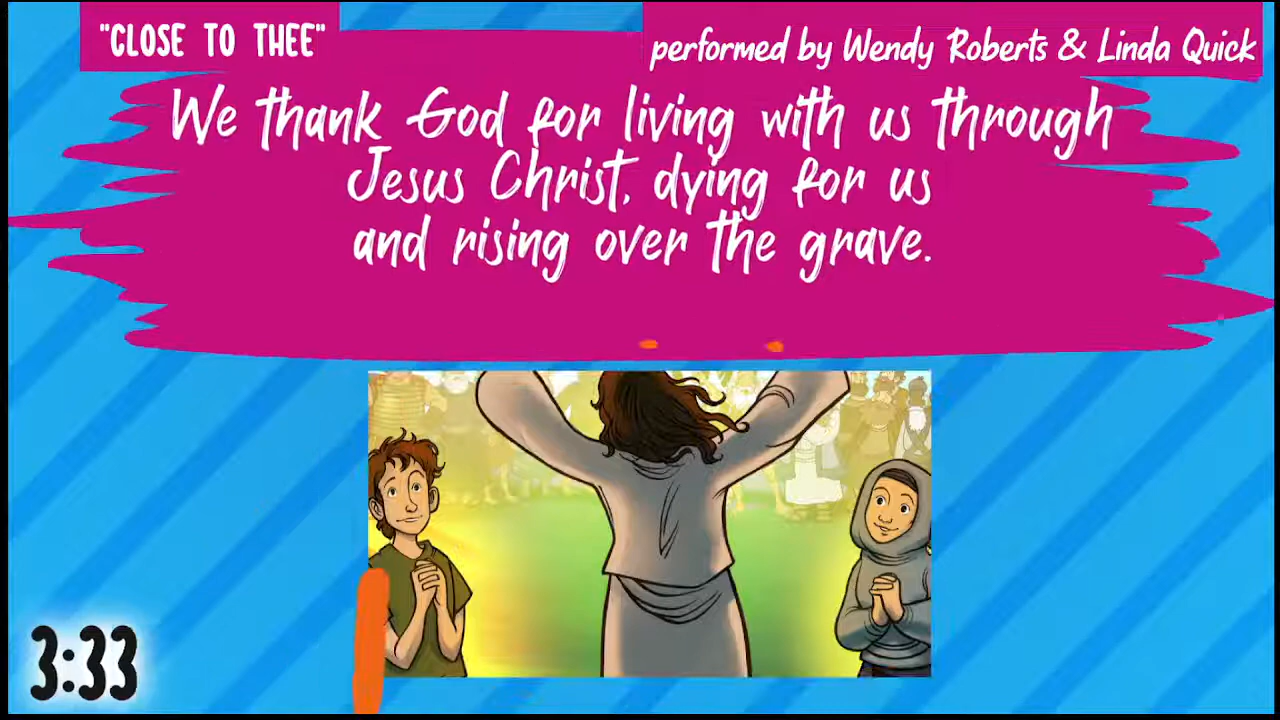 "CLOSE TO THEE"
performed by Wendy Roberts & Linda Quick
We thank God for living with us through
Jesus Christ, dying for us
and rising over the grave.
3:33